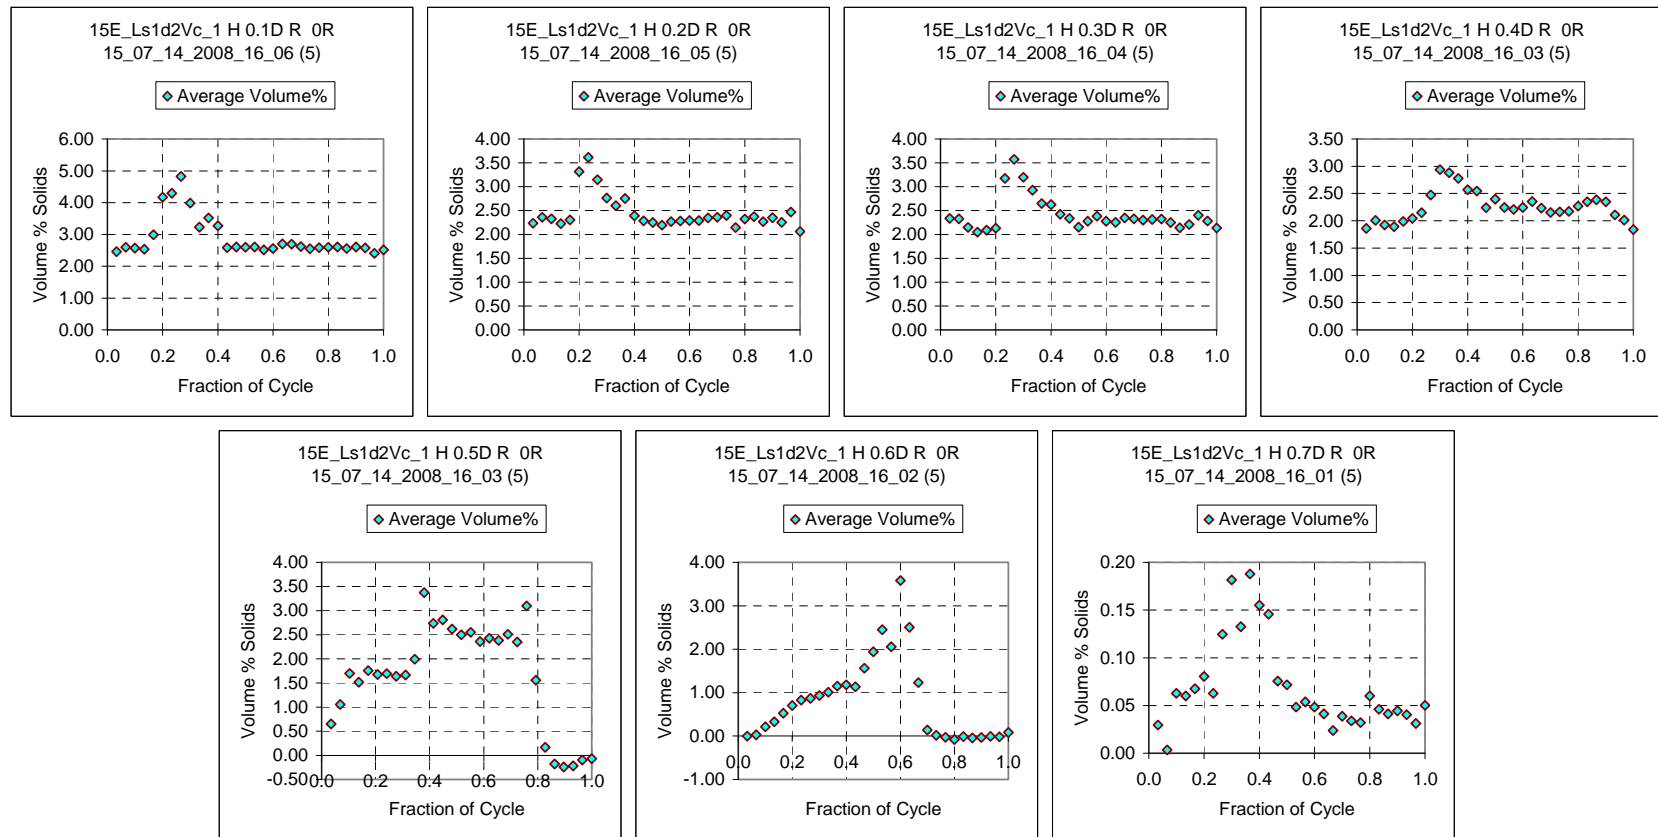 15E_Ls1d2Vc_1 H 0.1D R  0R
15_07_14_2008_16_06 (5)
Average Volume%
Volume % Solids
6.00
5.00
4.00
3.00
2.00
1.00
0.00
0.0 0.2 0.4 0.6 0.8 1.0
Fraction of Cycle
15E_Ls1d2Vc_1 H 0.2D R  0R
15_07_14_2008_16_05 (5)
Average Volume%
Volume % Solids
4.00
3.50
3.00
2.50
2.00
1.50
1.00
0.50
0.00
0.0 0.2 0.4 0.6 0.8 1.0
Fraction of Cycle
15E_Ls1d2Vc_1 H 0.3D R  0R
15_07_14_2008_16_04 (5)
Average Volume%
Volume % Solids
4.00
3.50
3.00
2.50
2.00
1.50
1.00
0.50
0.00
0.0 0.2 0.4 0.6 0.8 1.0
Fraction of Cycle
15E_Ls1d2Vc_1 H 0.4D R  0R
15_07_14_2008_16_03 (5)
Average Volume%
Volume % Solids
3.50
3.00
2.50
2.00
1.50
1.00
0.50
0.00
0.0 0.2 0.4 0.6 0.8 1.0
Fraction of Cycle
15E_Ls1d2Vc_1 H 0.5D R  0R
15_07_14_2008_16_03 (5)
Average Volume%
Volume % Solids
4.00
3.50
3.00
2.50
2.00
1.50
1.00
0.50
0.00
-0.50
0.0 0.2 0.4 0.6 0.8 1.0
Fraction of Cycle
15E_Ls1d2Vc_1 H 0.6D R  0R
15_07_14_2008_16_02 (5)
Average Volume%
Volume % Solids
4.00
3.00
2.00
1.00
0.00
-1.00
0.0 0.2 0.4 0.6 0.8 1.0
Fraction of Cycle
15E_Ls1d2Vc_1 H 0.7D R  0R
15_07_14_2008_16_01 (5)
Average Volume%
Volume % Solids
0.20
0.15
0.10
0.05
0.00
0.0 0.2 0.4 0.6 0.8 1.0
Fraction of Cycle